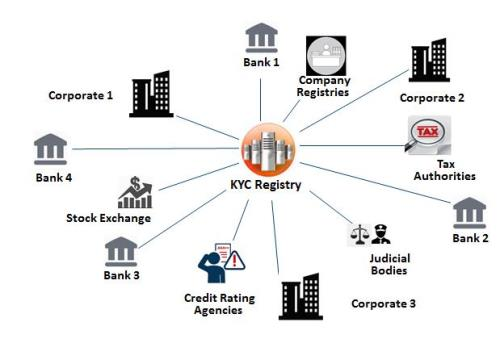 Bank 1
Company
Registries
Corporate 1
Corporate 2
TAX
Tax
Authorities
Bank 4
KYC Registry
Stock Exchange
Bank 2
Judicial
Bodies
Bank 3
Credit Rating
Agencies
Corporate 3